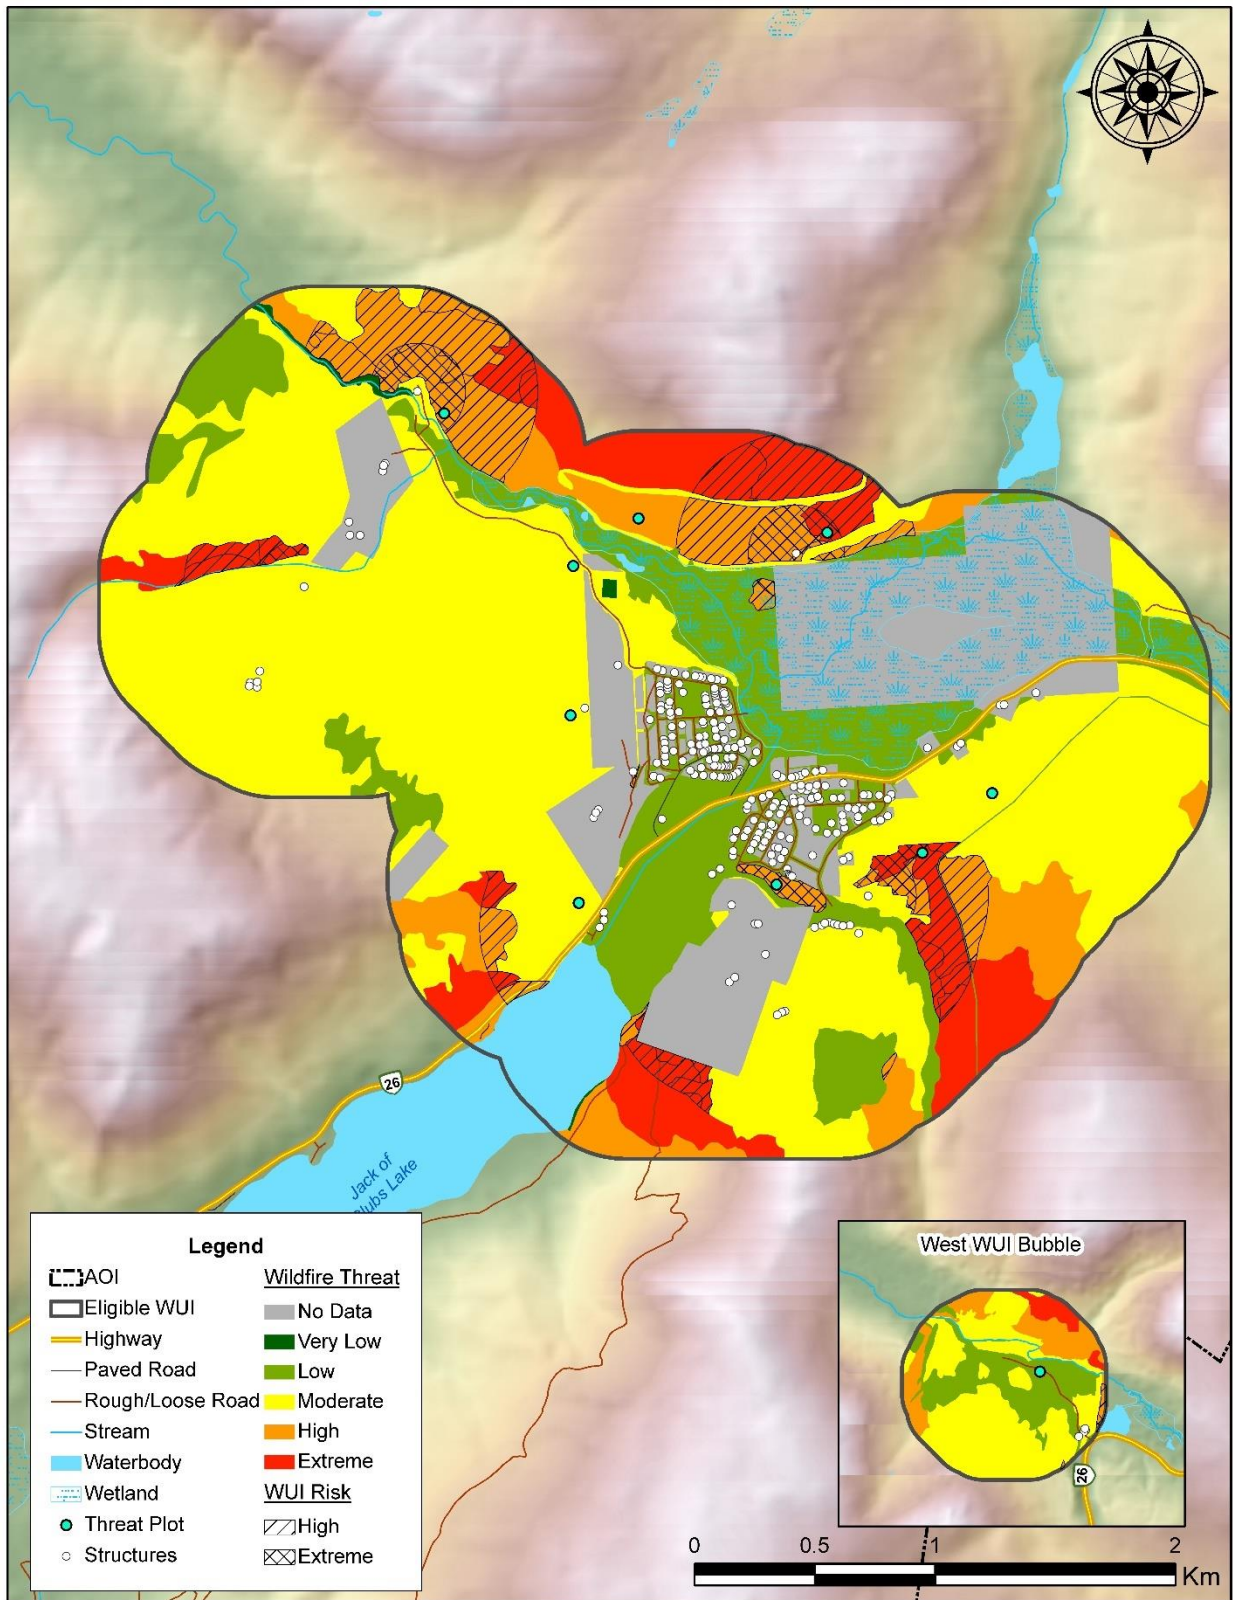 26
Jack of
Clubs Lake
Legend
AOI
Eligible WUI
Highway
Paved Road
Rough/Loose Road
Stream
Waterbody
Wetland
Threat Plot
Structures
Wildfire Threat
No Data
Very Low
Low
Moderate
High
Extreme
WUI Risk
High
Extreme
West WUI Bubble
26
0 0.5 1 2
Km